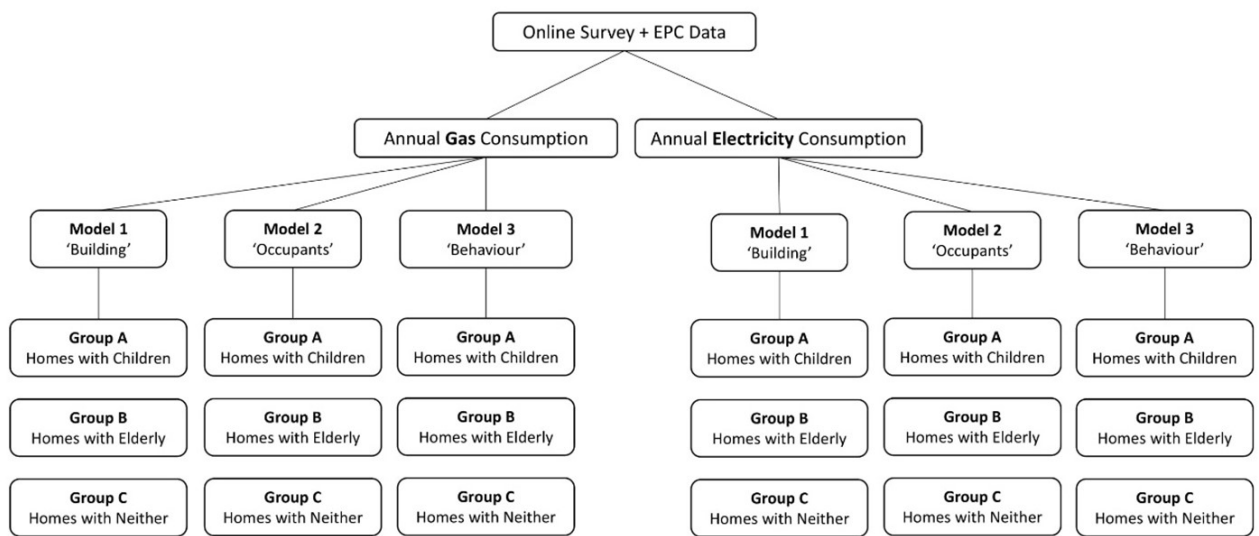 Online Survey + EPC Data
Annual Gas Consumption
Annual Electricity Consumption
Model 1
‘Building’
Model 2
‘Occupants’
Model 3
‘Behaviour’
Model 1
‘Building’
Model 2
‘Occupants’
Model 3
‘Behaviour’
Group A
Homes with Children
Group A
Homes with Children
Group A
Homes with Children
Group A
Homes with Children
Group A
Homes with Children
Group A
Homes with Children
Group B
Homes with Elderly
Group B
Homes with Elderly
Group B
Homes with Elderly
Group B
Homes with Elderly
Group B
Homes with Elderly
Group B
Homes with Elderly
Group C
Homes with Neither
Group C
Homes with Neither
Group C
Homes with Neither
Group C
Homes with Neither
Group C
Homes with Neither
Group C
Homes with Neither